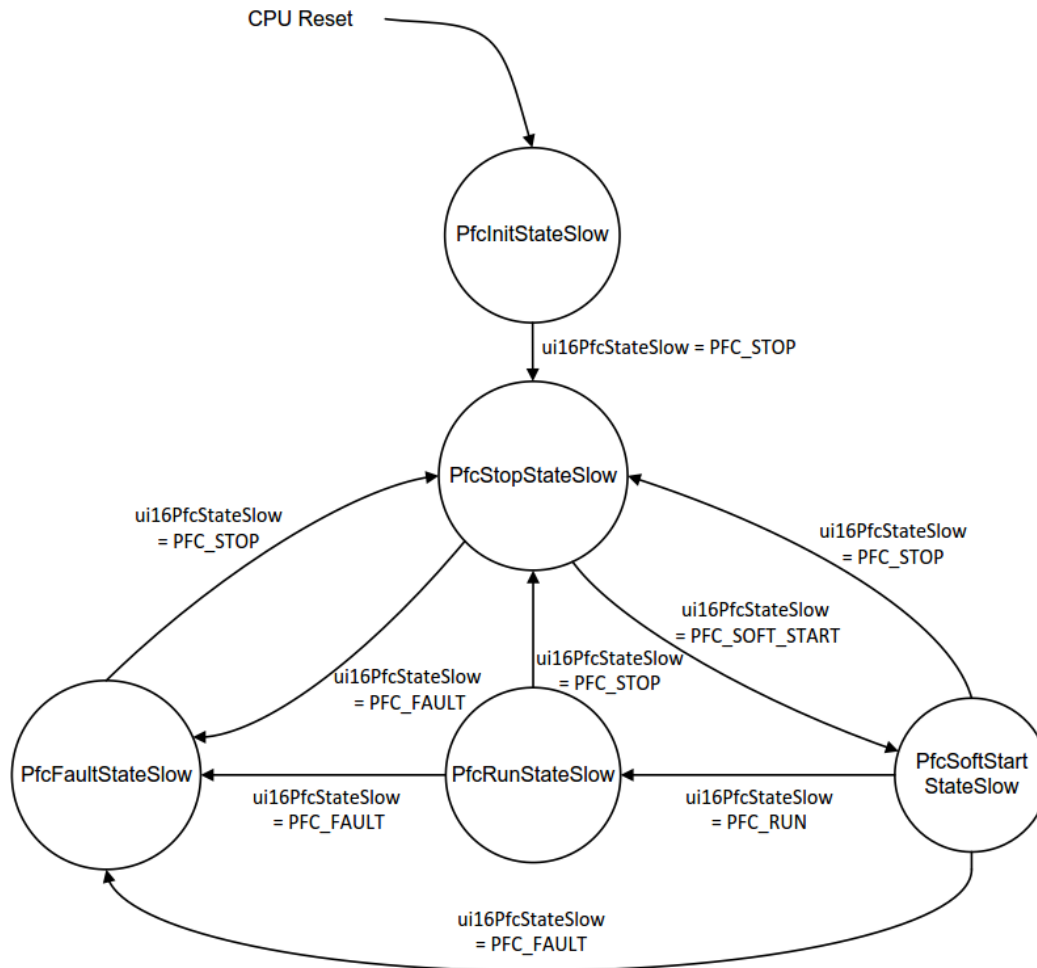 CPU Reset
PfcInitStateSlow
ui16PfcStateSlow = PFC_STOP
PfcStopStateSlow
ui16PfcStateSlow
= PFC_STOP
ui16PfcStateSlow
= PFC_STOP
ui16PfcStateSlow
= PFC_SOFT_START
ui16PfcStateSlow
= PFC_STOP
ui16PfcStateSlow
= PFC_FAULT
PfcFaultStateSlow
PfcRunStateSlow
PfcSoftStart
StateSlow
ui16PfcStateSlow
= PFC_FAULT
ui16PfcStateSlow
= PFC_RUN
ui16PfcStateSlow
= PFC_FAULT